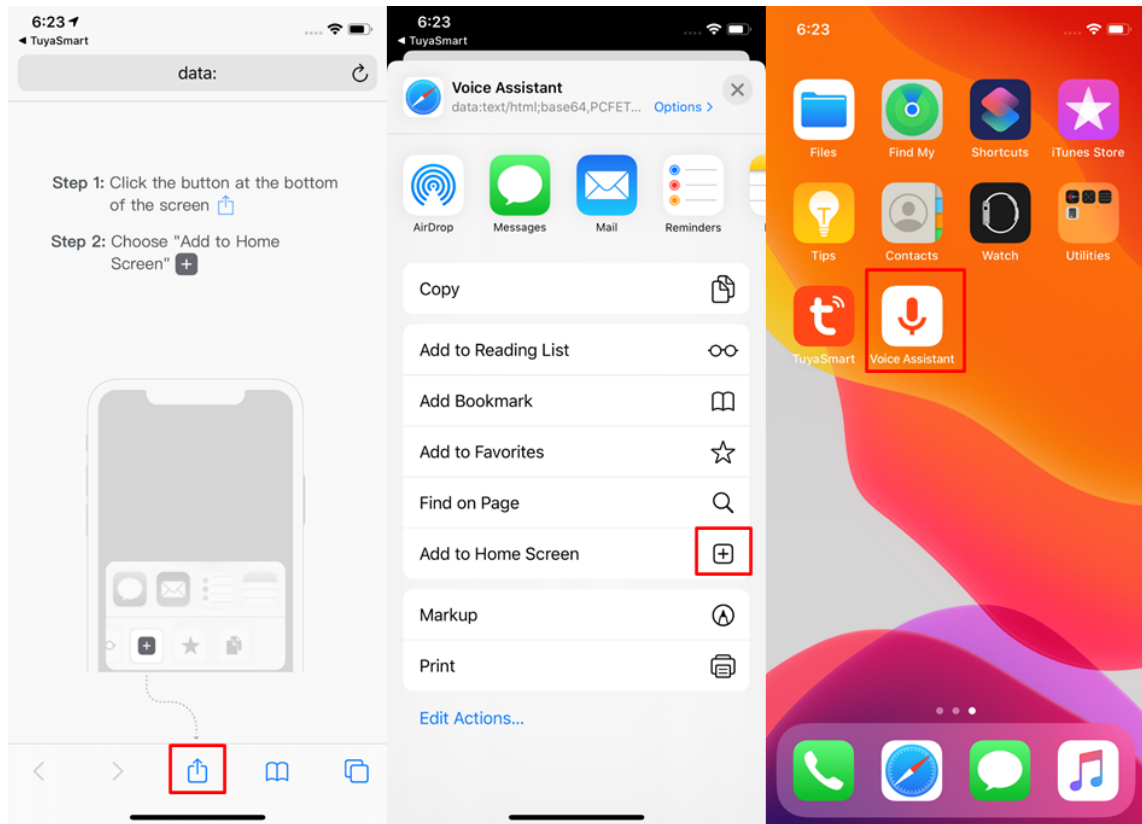 6:23
◀ TuyaSmart
data:
Step 1: Click the button at the bottom
of the screen
Step 2: Choose "Add to Home
Screen"
6:23
◀ TuyaSmart
Voice Assistant
data:text/html;base64,PCFET...
Options >
AirDrop
Messages
Mail
Reminders
Copy
Add to Reading List
Add Bookmark
Add to Favorites
Find on Page
Add to Home Screen
Markup
Print
Edit Actions...
6:23
Files
Find My
Shortcuts
iTunes Store
Tips
Contacts
Watch
Utilities
TuyaSmart
Voice Assistant